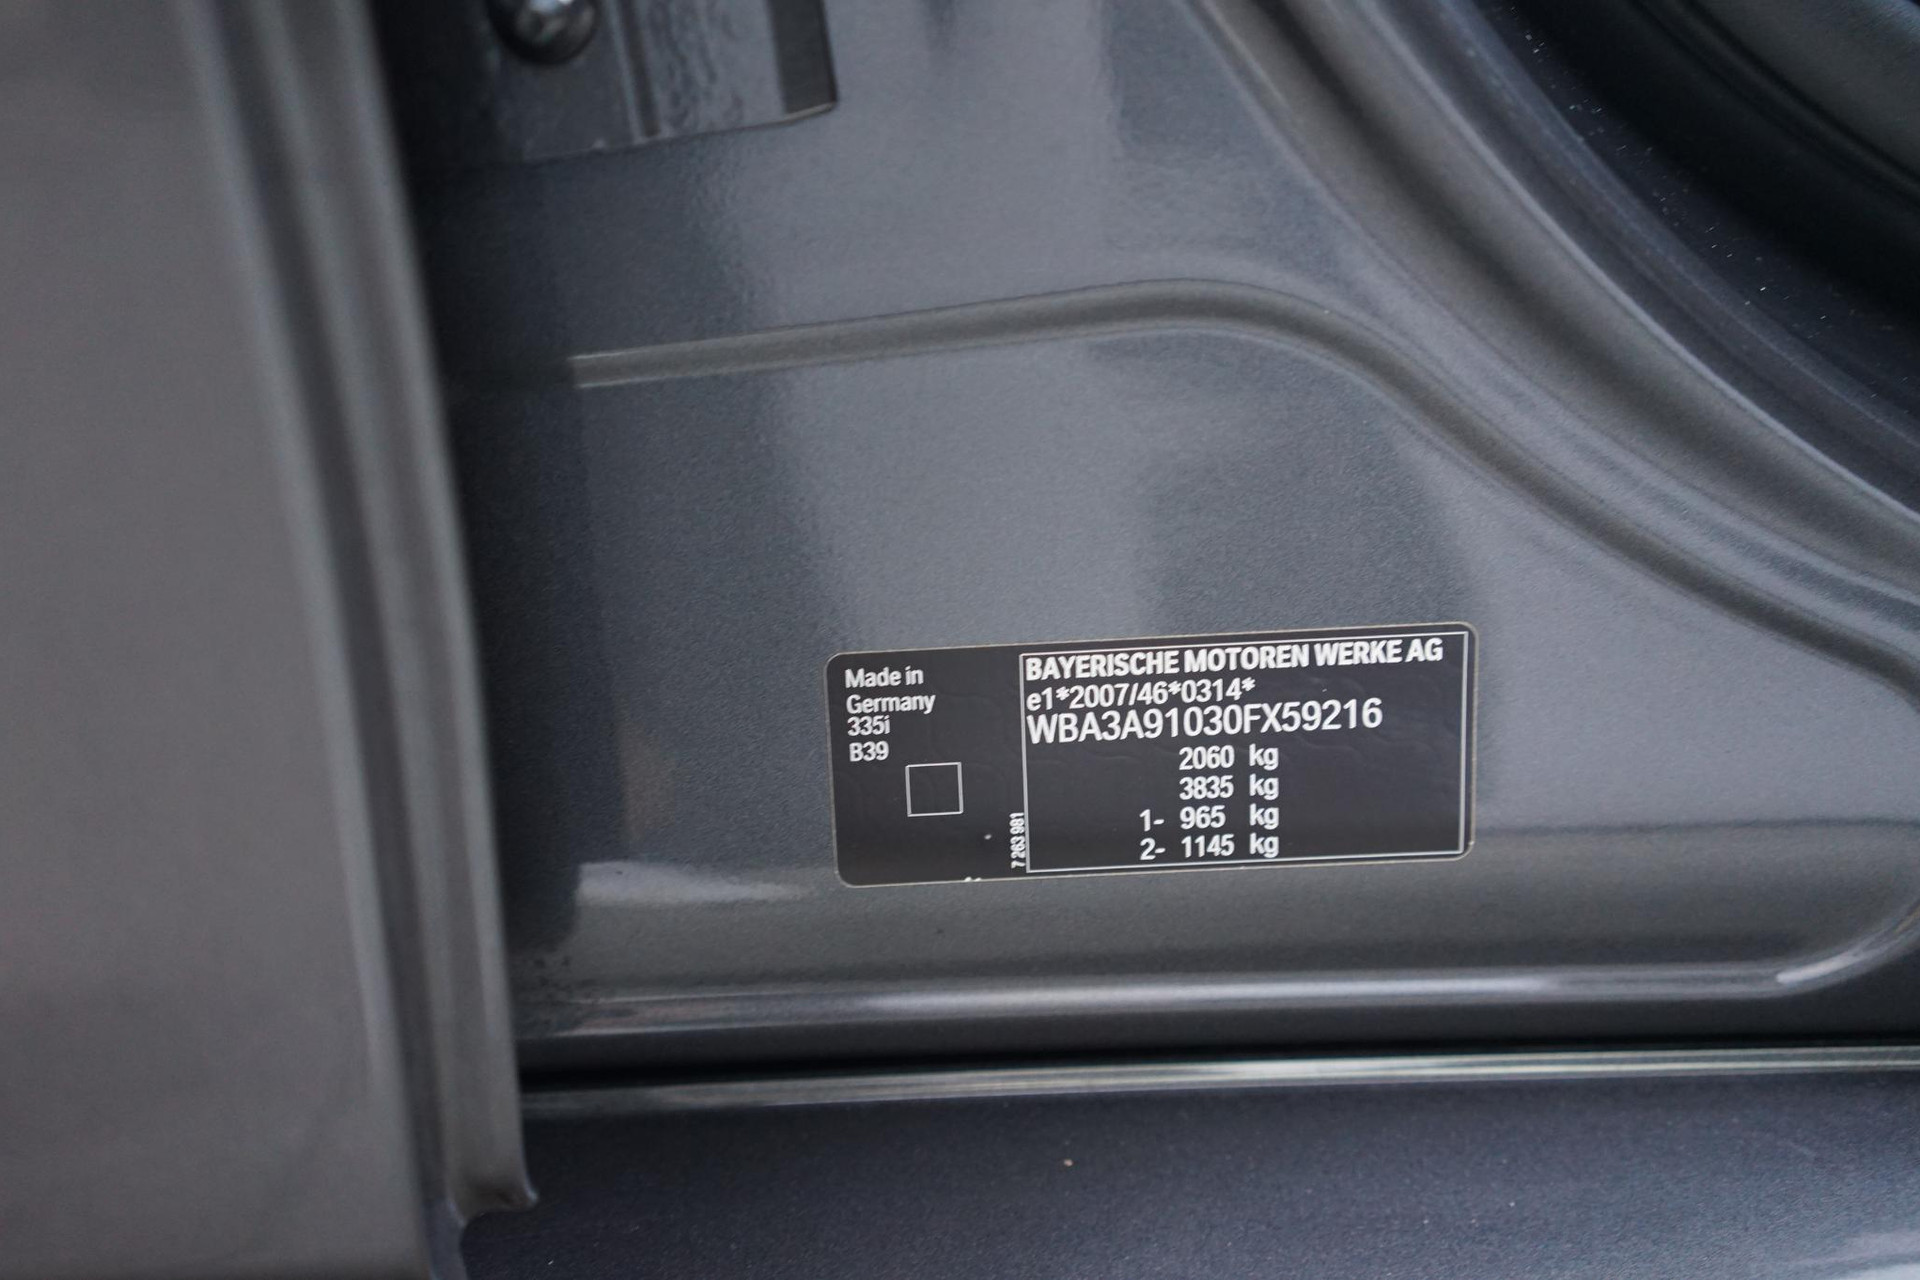 Made in
Germany
335i
B39
7 263 981
BAYERISCHE MOTOREN WERKE AG
e1*2007/46*0314*
WBA3A91030FX59216
2060 kg
3835 kg
1- 965 kg
2- 1145 kg